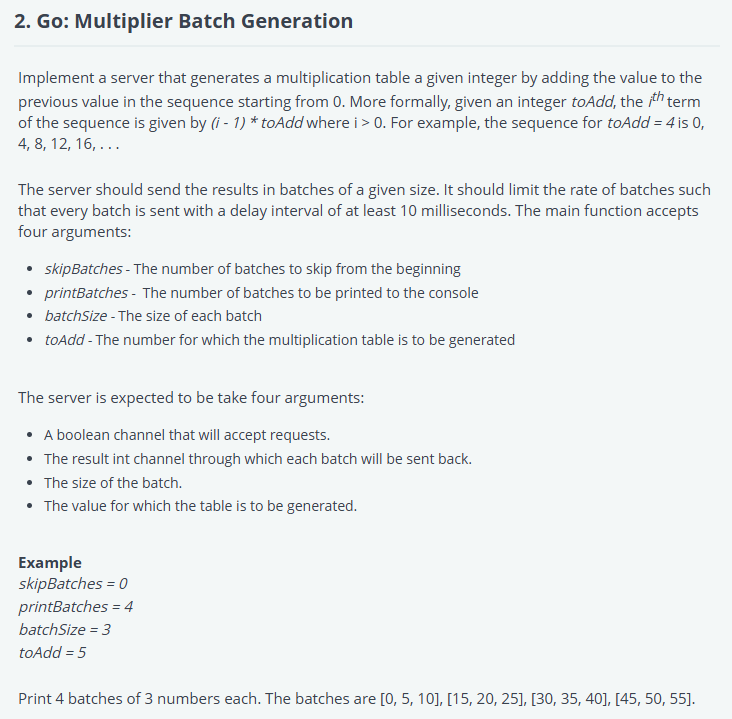 2. Go: Multiplier Batch Generation
Implement a server that generates a multiplication table a given integer by adding the value to the
previous value in the sequence starting from 0. More formally, given an integer toAdd, the ith term
of the sequence is given by (i - 1) * toAdd where i > 0. For example, the sequence for toAdd = 4 is 0,
4, 8, 12, 16, . . .
The server should send the results in batches of a given size. It should limit the rate of batches such
that every batch is sent with a delay interval of at least 10 milliseconds. The main function accepts
four arguments:
• skipBatches - The number of batches to skip from the beginning
• printBatches - The number of batches to be printed to the console
• batchSize - The size of each batch
• toAdd - The number for which the multiplication table is to be generated
The server is expected to be take four arguments:
• A boolean channel that will accept requests.
• The result int channel through which each batch will be sent back.
• The size of the batch.
• The value for which the table is to be generated.
Example
skipBatches = 0
printBatches = 4
batchSize = 3
toAdd = 5
Print 4 batches of 3 numbers each. The batches are [0, 5, 10], [15, 20, 25], [30, 35, 40], [45, 50, 55].